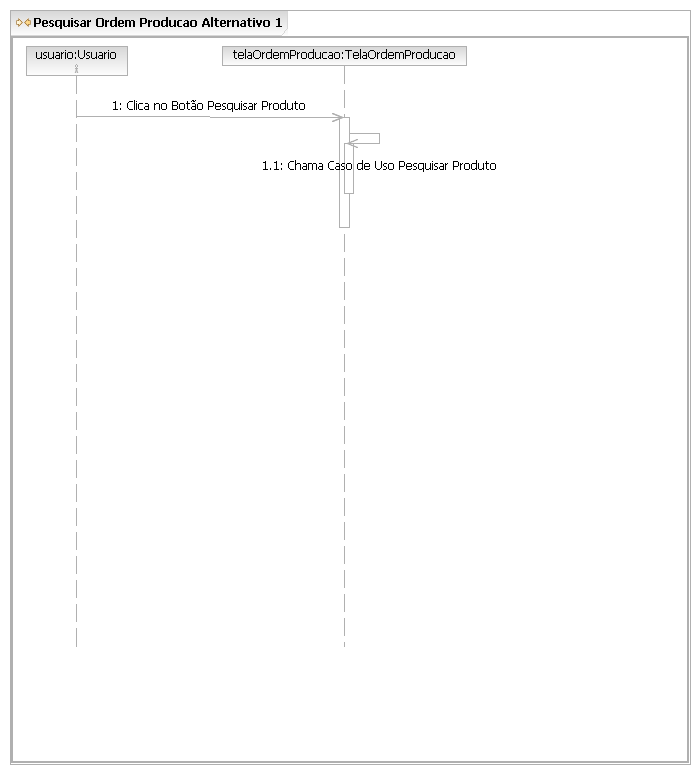 Pesquisar Ordem Producao Alternativo 1
usuario:Usuario
telaOrdemProducao:TelaOrdemProducao
1: Clica no Botão Pesquisar Produto
1.1: Chama Caso de Uso Pesquisar Produto